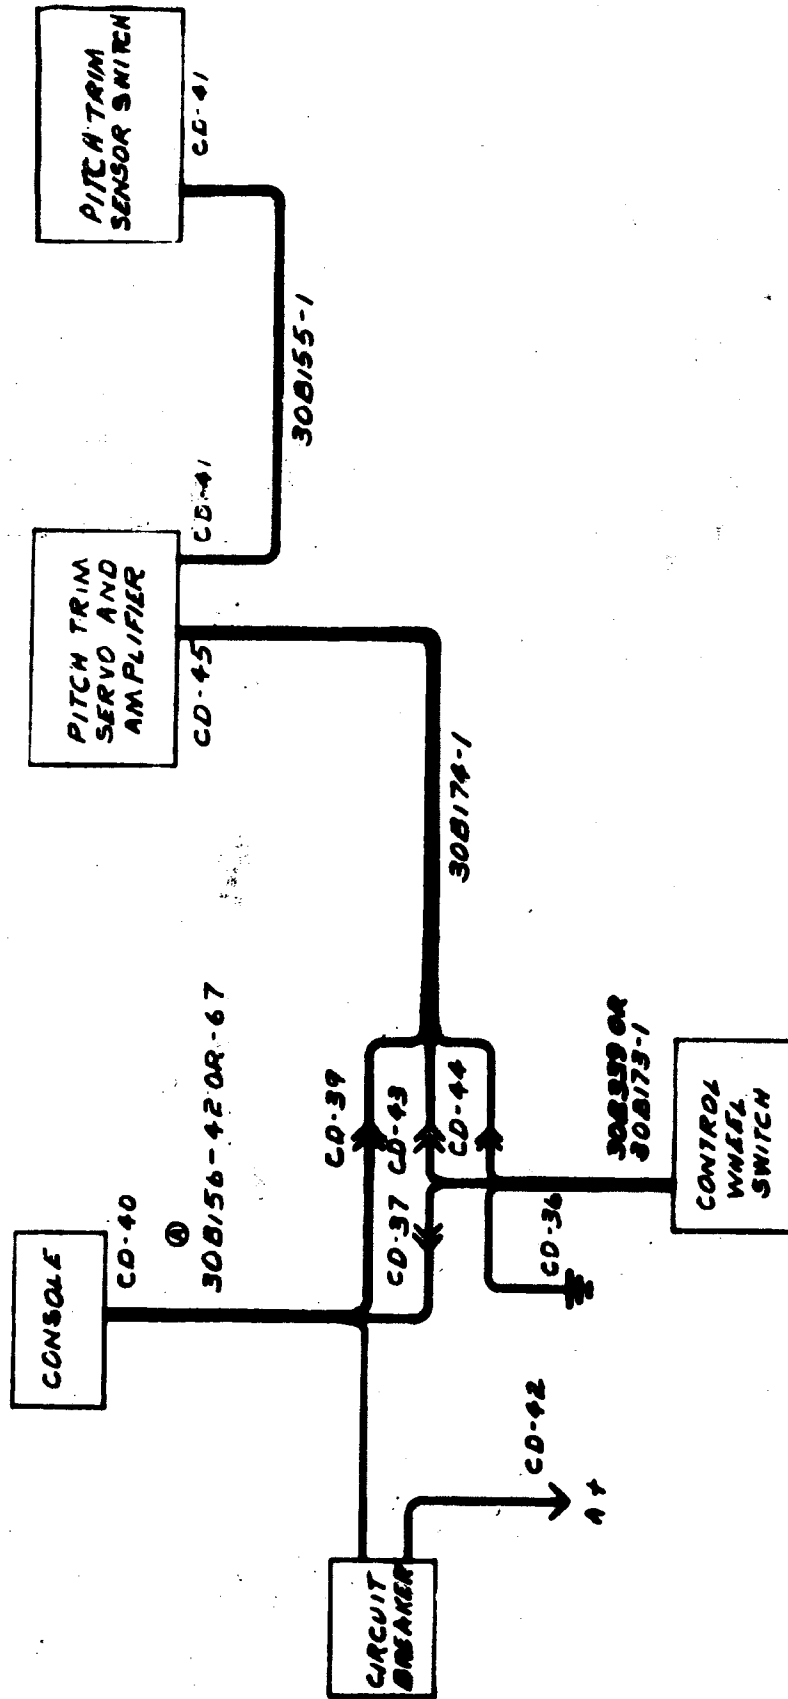 CONSOLE
CD-40
Ⓐ
30B156-42 OR-67
PITCH TRIM
SERVO AND
AMPLIFIER
CD-45
CD-41
PITCH TRIM
SENSOR SWITCH
CD-41
30B155-1
CIRCUIT
BREAKER
CD-42
A+
CD-39
CD-37
CD-43
CD-44
CD-36
30B174-1
OR
30B173-1
CONTROL
WHEEL
SWITCH